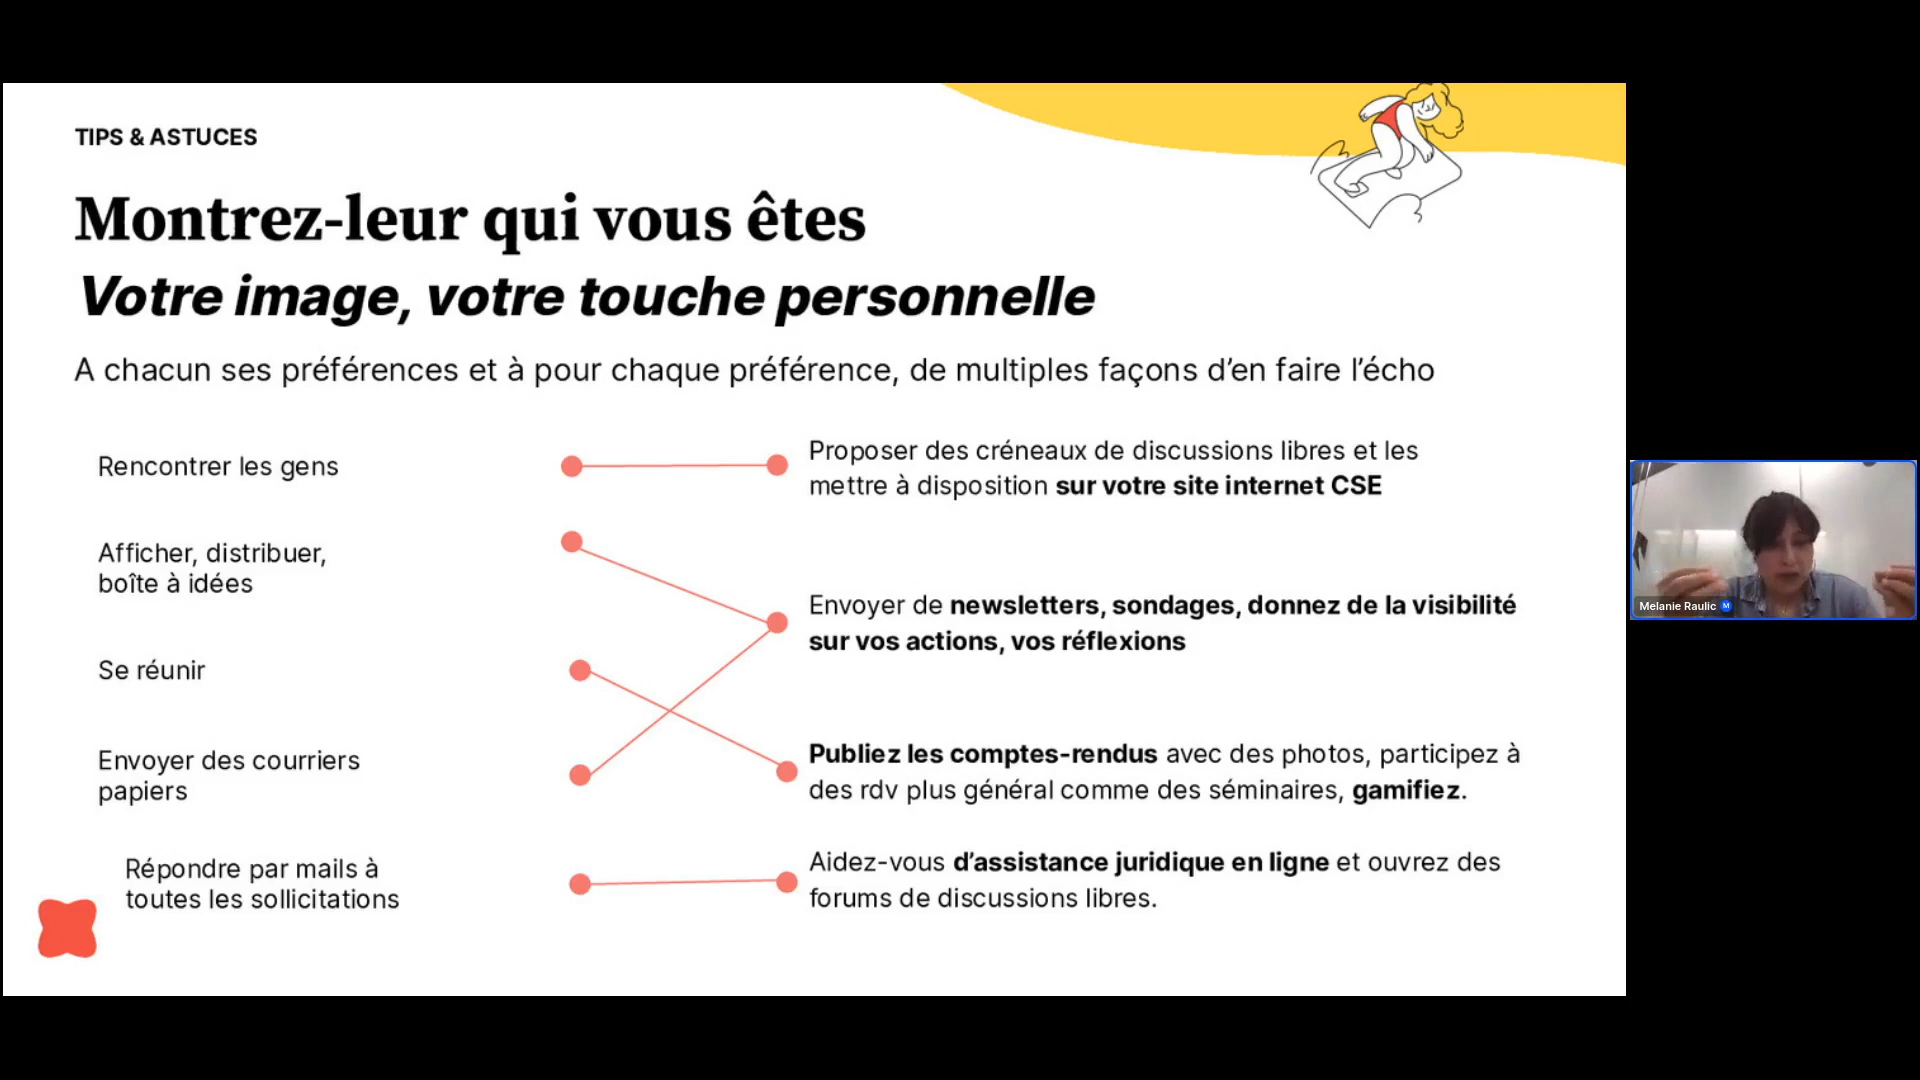 TIPS & ASTUCES
Montrez-leur qui vous êtes
Votre image, votre touche personnelle
A chacun ses préférences et à pour chaque préférence, de multiples façons d’en faire l’écho
Rencontrer les gens
Proposer des créneaux de discussions libres et les
mettre à disposition sur votre site internet CSE
Afficher, distribuer,
boîte à idées
Envoyer de newsletters, sondages, donnez de la visibilité
sur vos actions, vos réflexions
Se réunir
Envoyer des courriers
papiers
Publiez les comptes-rendus avec des photos, participez à
des rdv plus général comme des séminaires, gamifiez.
Répondre par mails à
toutes les sollicitations
Aidez-vous d’assistance juridique en ligne et ouvrez des
forums de discussions libres.
Melanie Raulic M